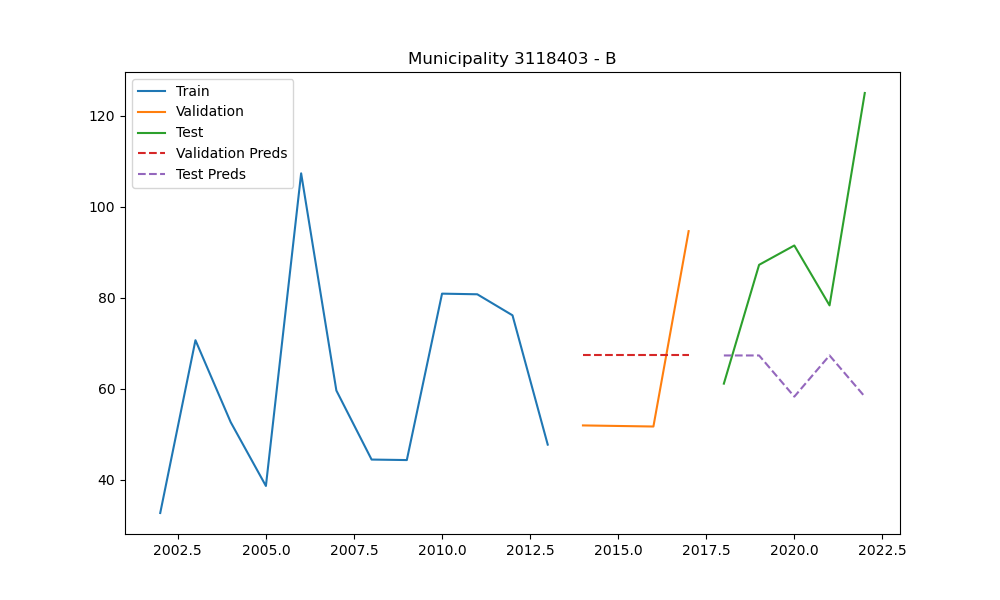 Municipality 3118403 - B
Train
Validation
Test
Validation Preds
Test Preds
120
100
80
60
40
2002.5 2005.0 2007.5 2010.0 2012.5 2015.0 2017.5 2020.0 2022.5